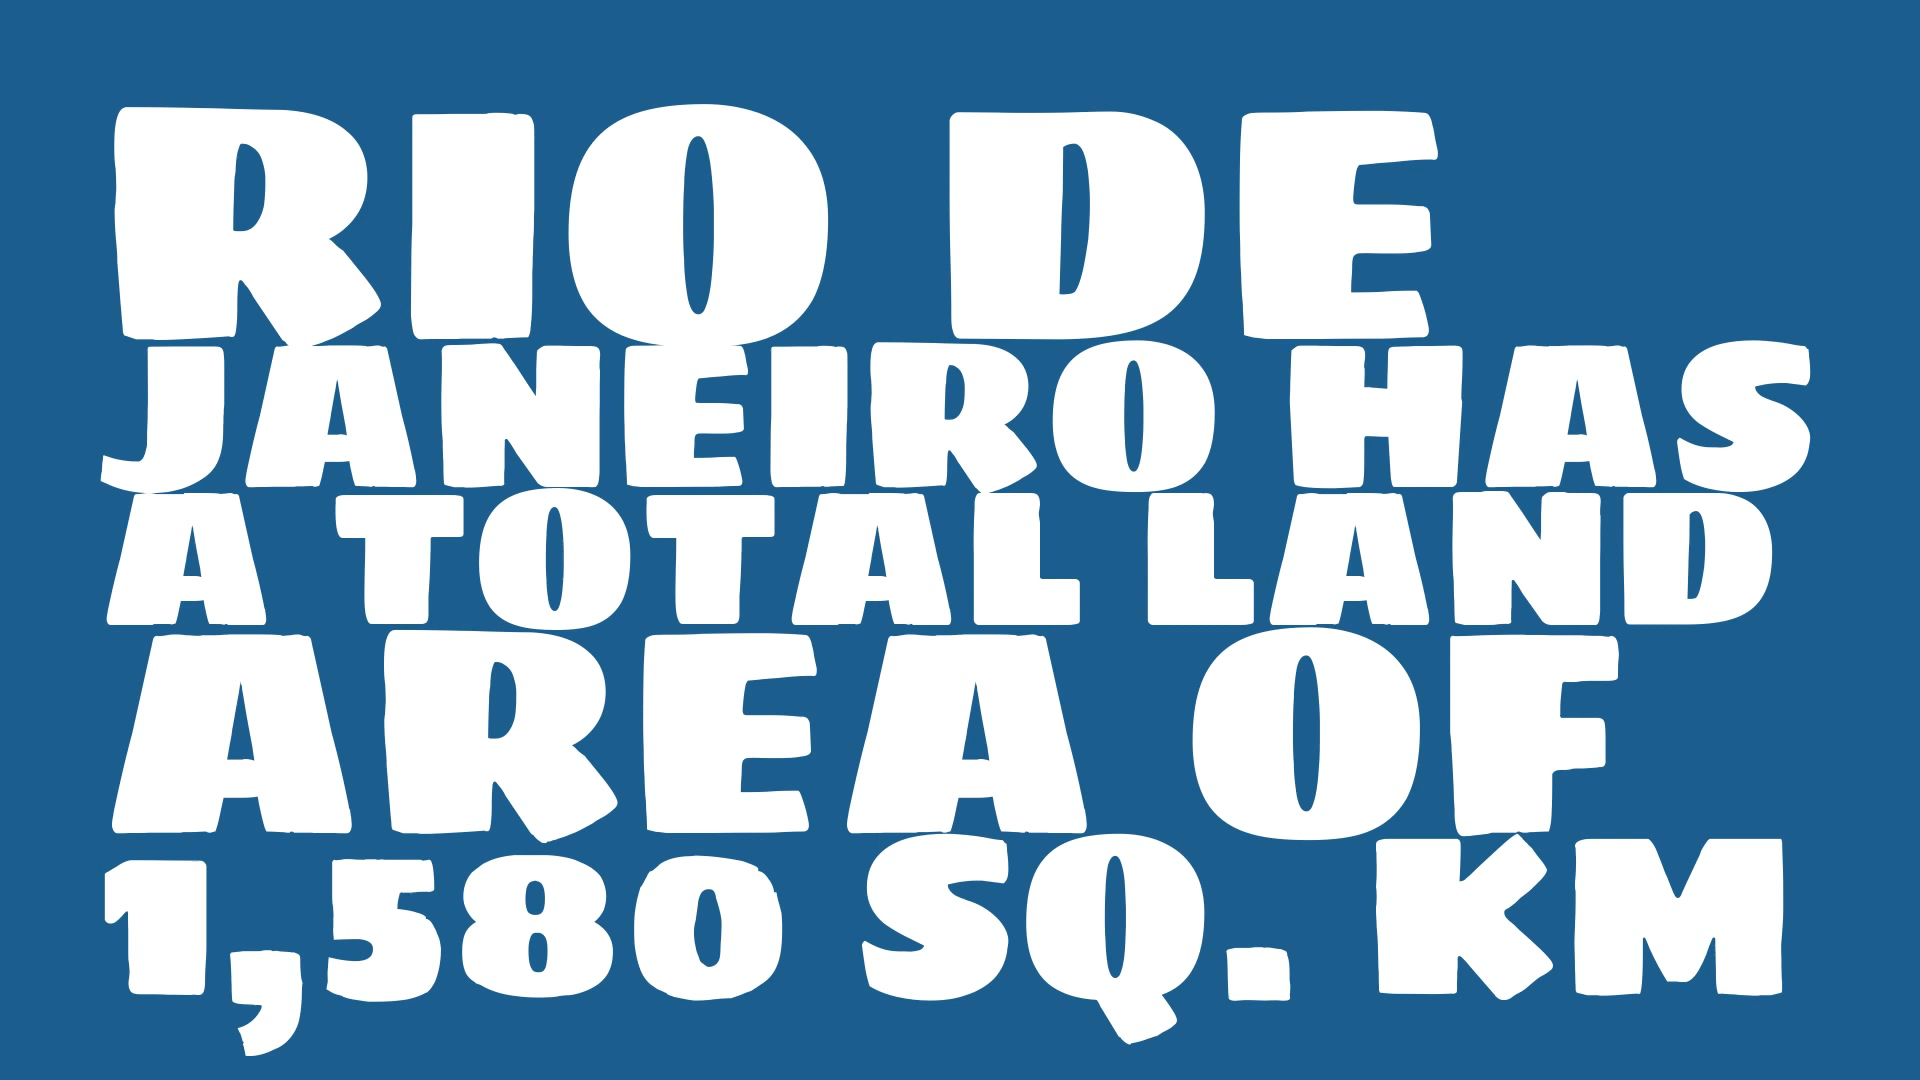 RIO DE
JANEIRO HAS
A TOTAL LAND
AREA OF
1,580 SQ. KM